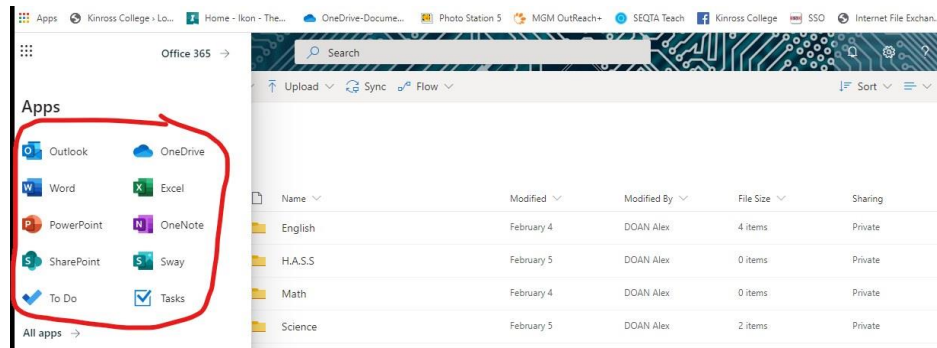 Apps Kinross College › Lo... Home - Ikon - The... OneDrive-Docume... Photo Station 5 MGM OutReach+ SEQTA Teach Kinross College SSO Internet File Exchan...
Office 365 →
Search
Upload Sync Flow Sort
Apps
Outlook OneDrive
Word Excel
PowerPoint OneNote
SharePoint Sway
To Do Tasks
All apps →
Name Modified Modified By File Size Sharing
English February 4 DOAN Alex 4 items Private
H.A.S.S February 5 DOAN Alex 0 items Private
Math February 4 DOAN Alex 0 items Private
Science February 5 DOAN Alex 2 items Private